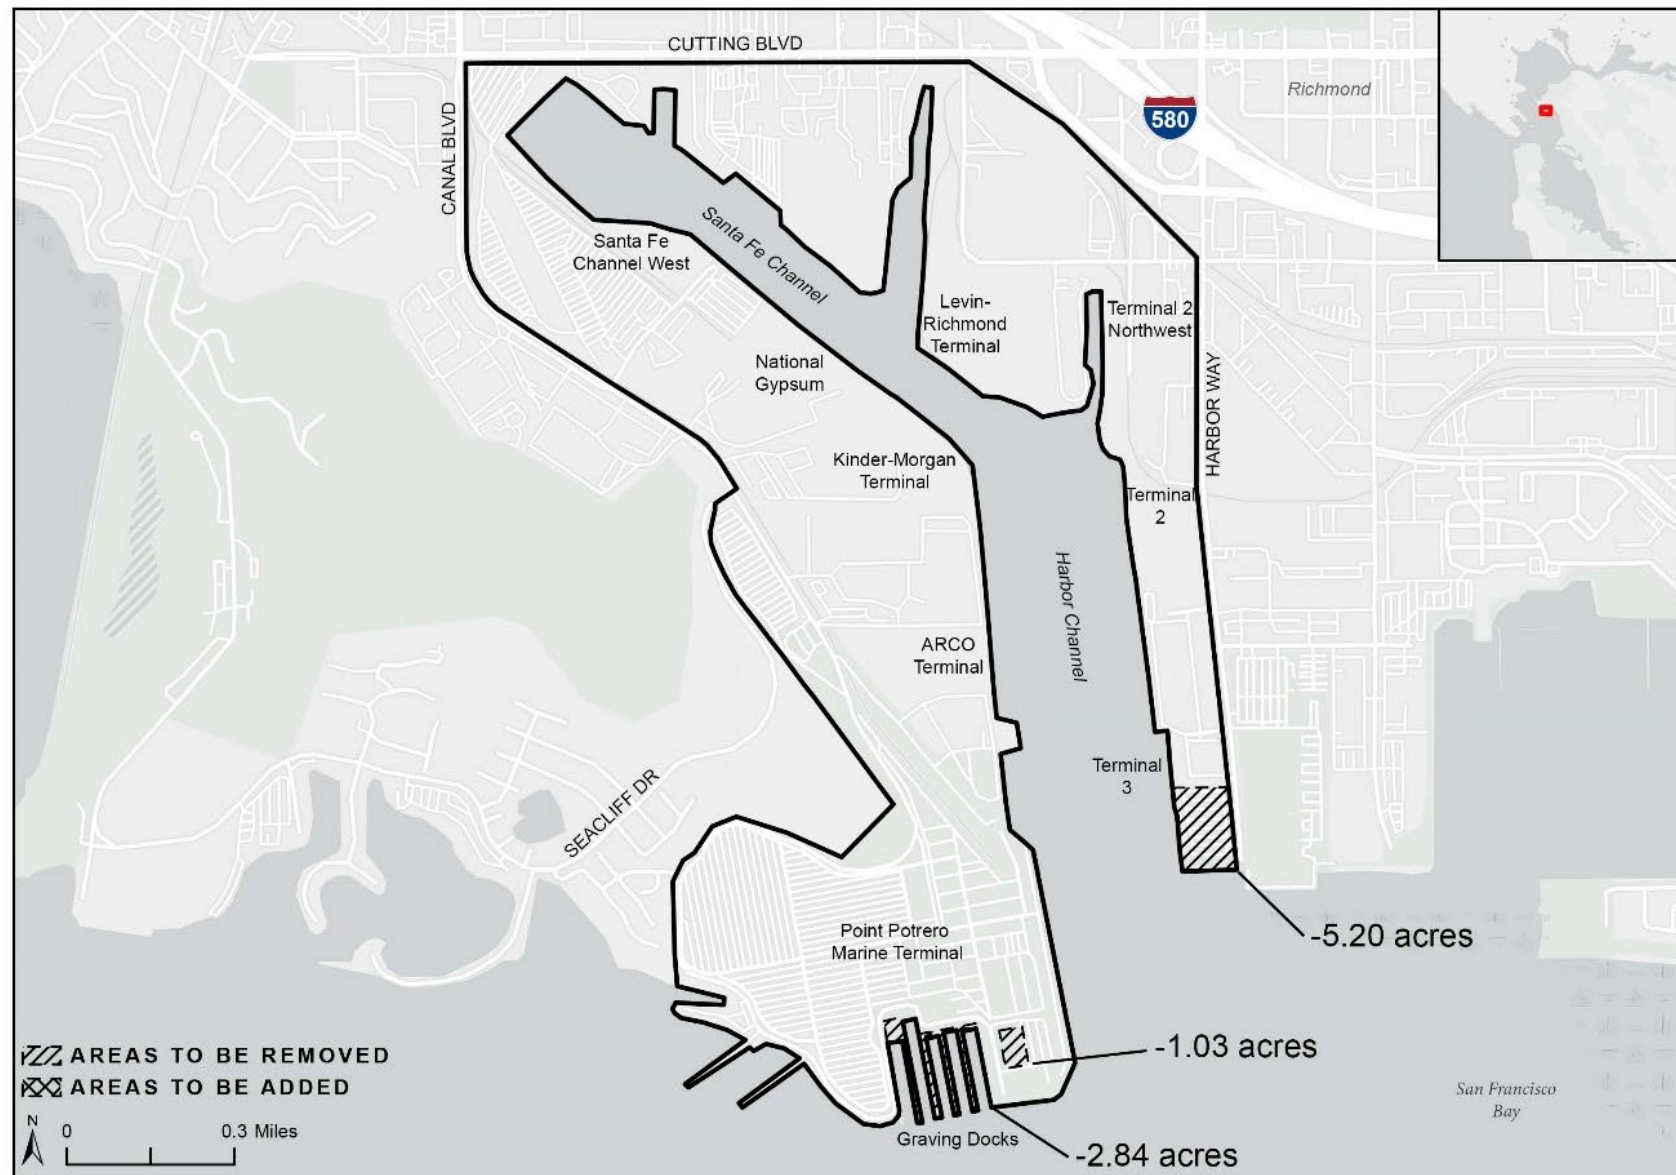 CUTTING BLVD
Richmond
580
CANAL BLVD
Santa Fe
Channel West
Santa Fe Channel
Levin-
Richmond
Terminal
Terminal 2
Northwest
National
Gypsum
HARBOR WAY
Kinder-Morgan
Terminal
Terminal
2
Harbor Channel
ARCO
Terminal
Terminal
3
SEACLIFF DR
Point Potrero
Marine Terminal
-5.20 acres
-1.03 acres
AREAS TO BE REMOVED
AREAS TO BE ADDED
San Francisco
Bay
N
0 0.3 Miles
Graving Docks
-2.84 acres